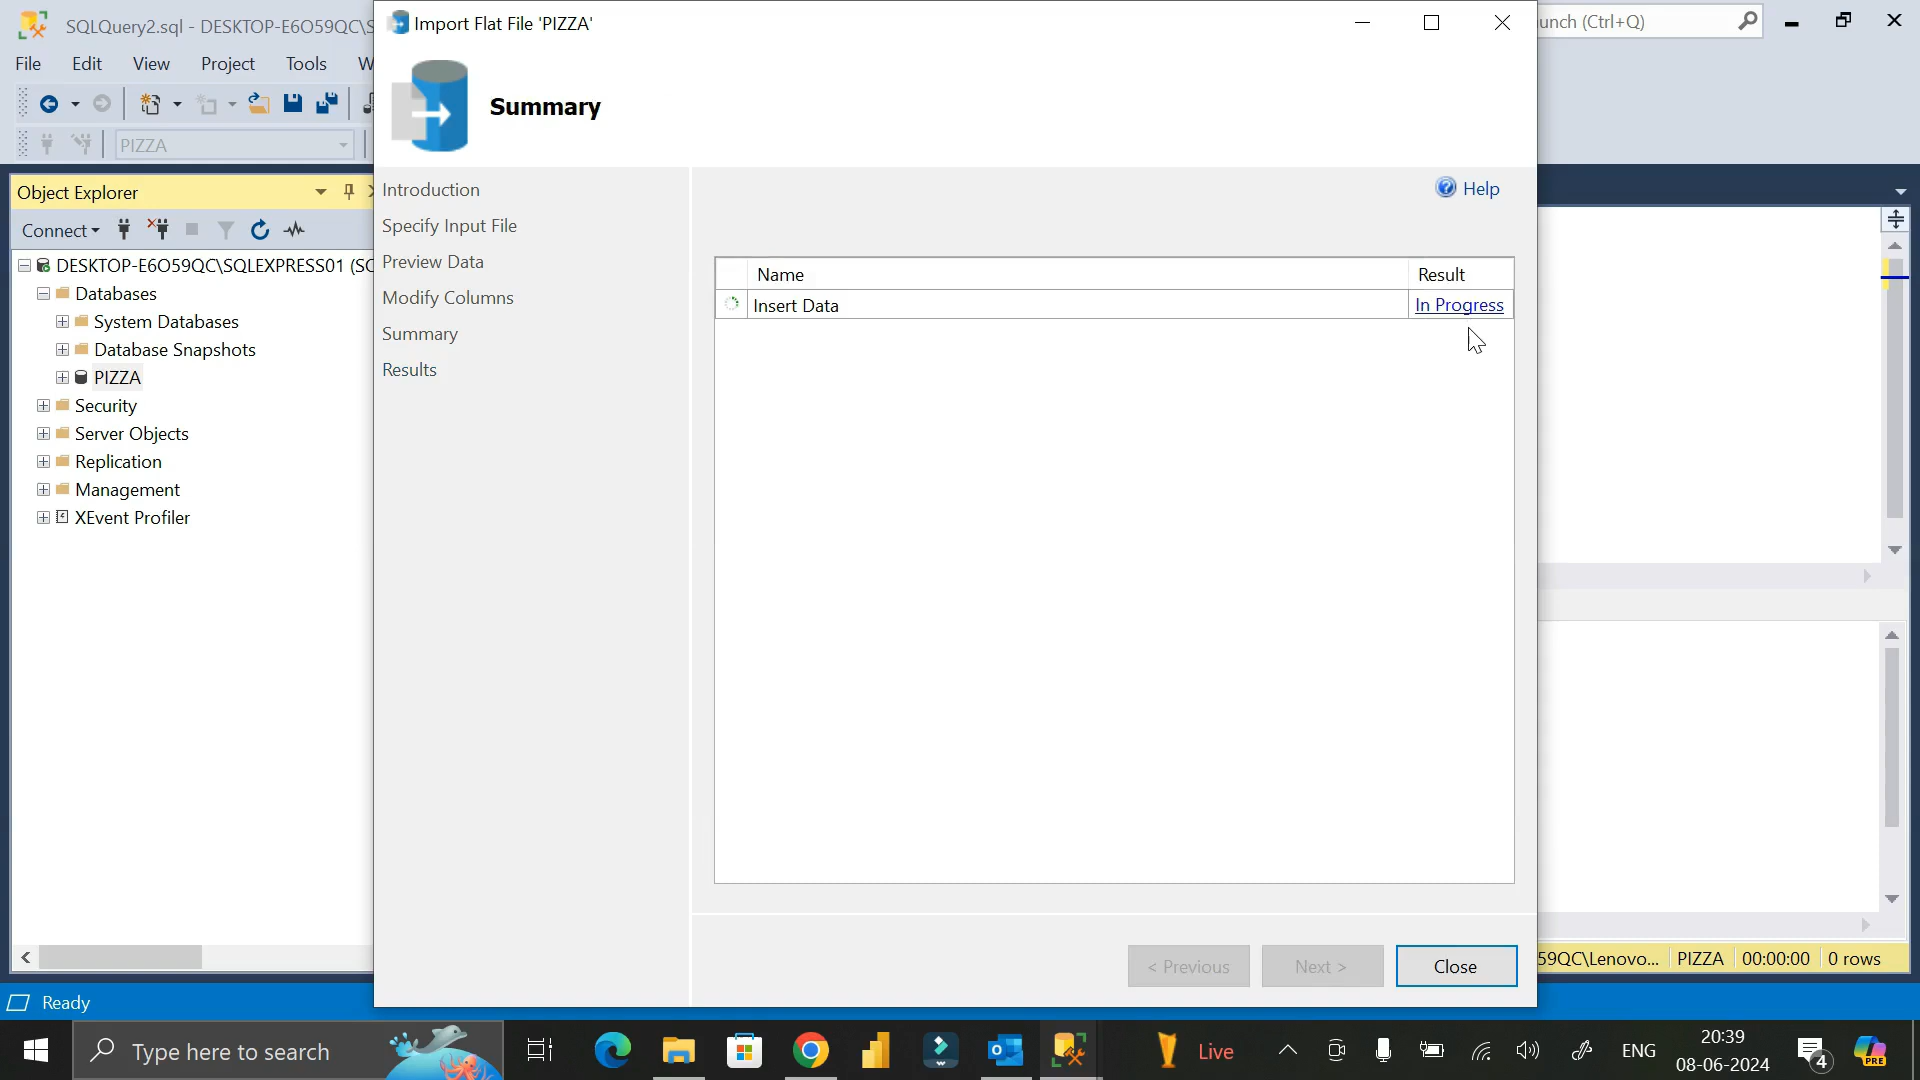 SQLQuery2.sql - DESKTOP-E6O59QC\S
Import Flat File 'PIZZA'
unch (Ctrl+Q)
File Edit View Project Tools W
Summary
PIZZA
Object Explorer
Connect
DESKTOP-E6O59QC\SQLEXPRESS01 (SC
Databases
System Databases
Database Snapshots
PIZZA
Security
Server Objects
Replication
Management
XEvent Profiler
Introduction
Specify Input File
Preview Data
Modify Columns
Summary
Results
Help
Name Result
Insert Data In Progress
< Previous Next > Close
59QC\Lenovo... PIZZA 00:00:00 0 rows
Ready
Type here to search
Live
ENG
20:39
08-06-2024
4
PRE